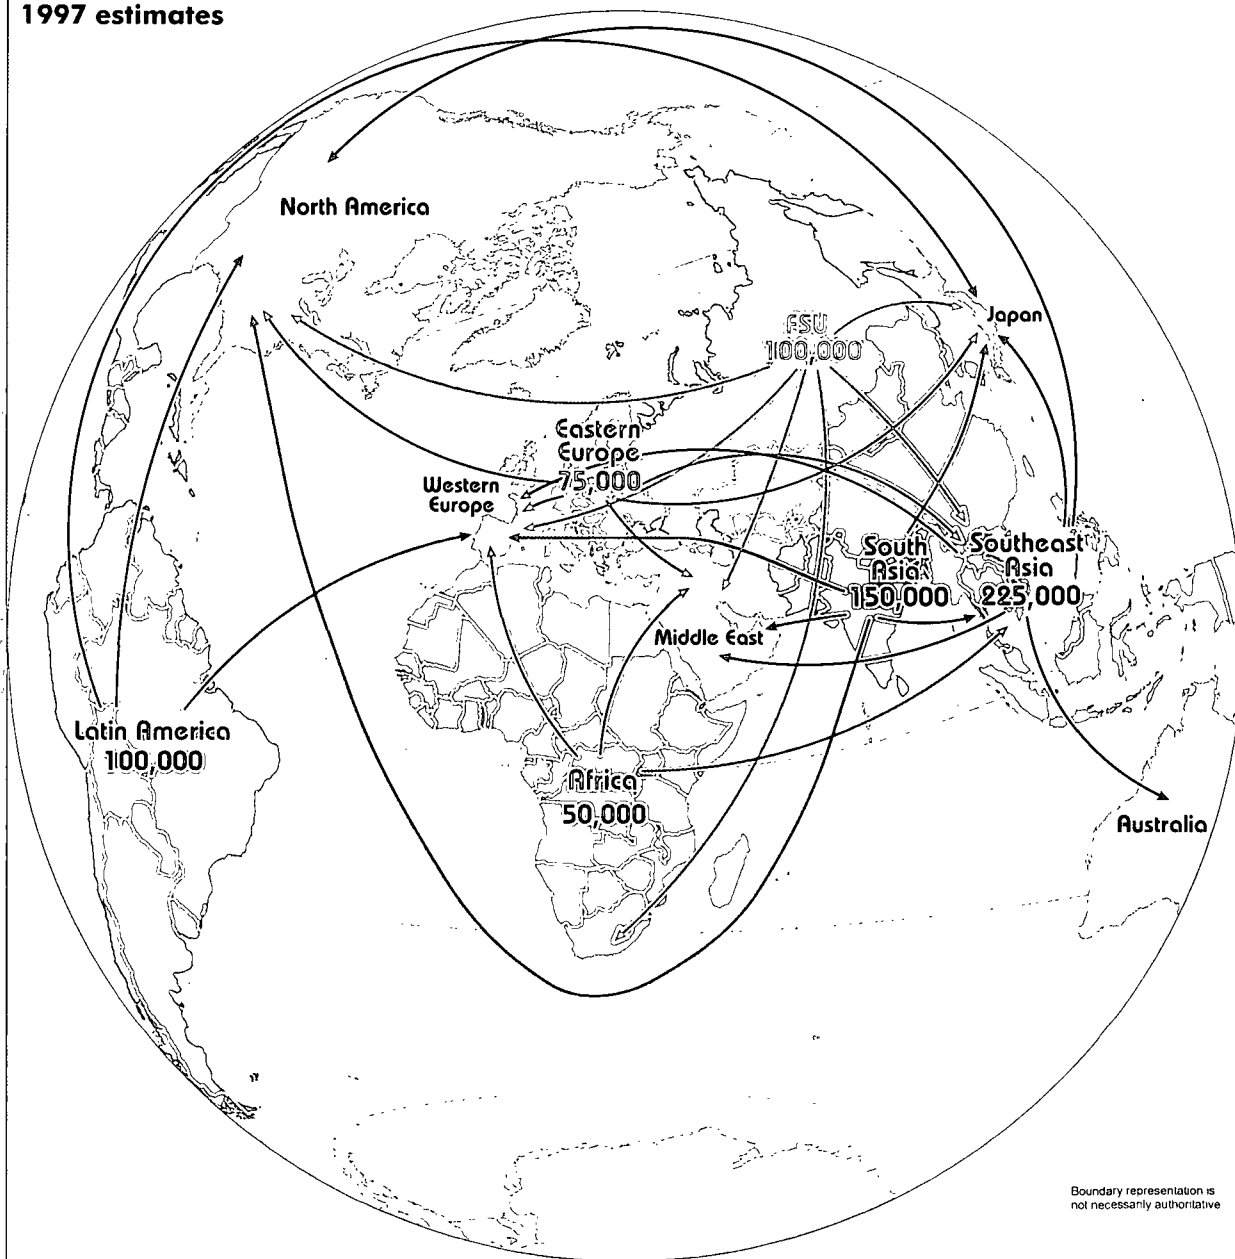 1997 estimates
North America
Japan
FSU
100,000
Eastern
Europe
75,000
Western
Europe
South
Asia
150,000
Southeast
Asia
225,000
Middle East
Latin America
100,000
Africa
50,000
Australia
Boundary representation is
not necessarily authoritative